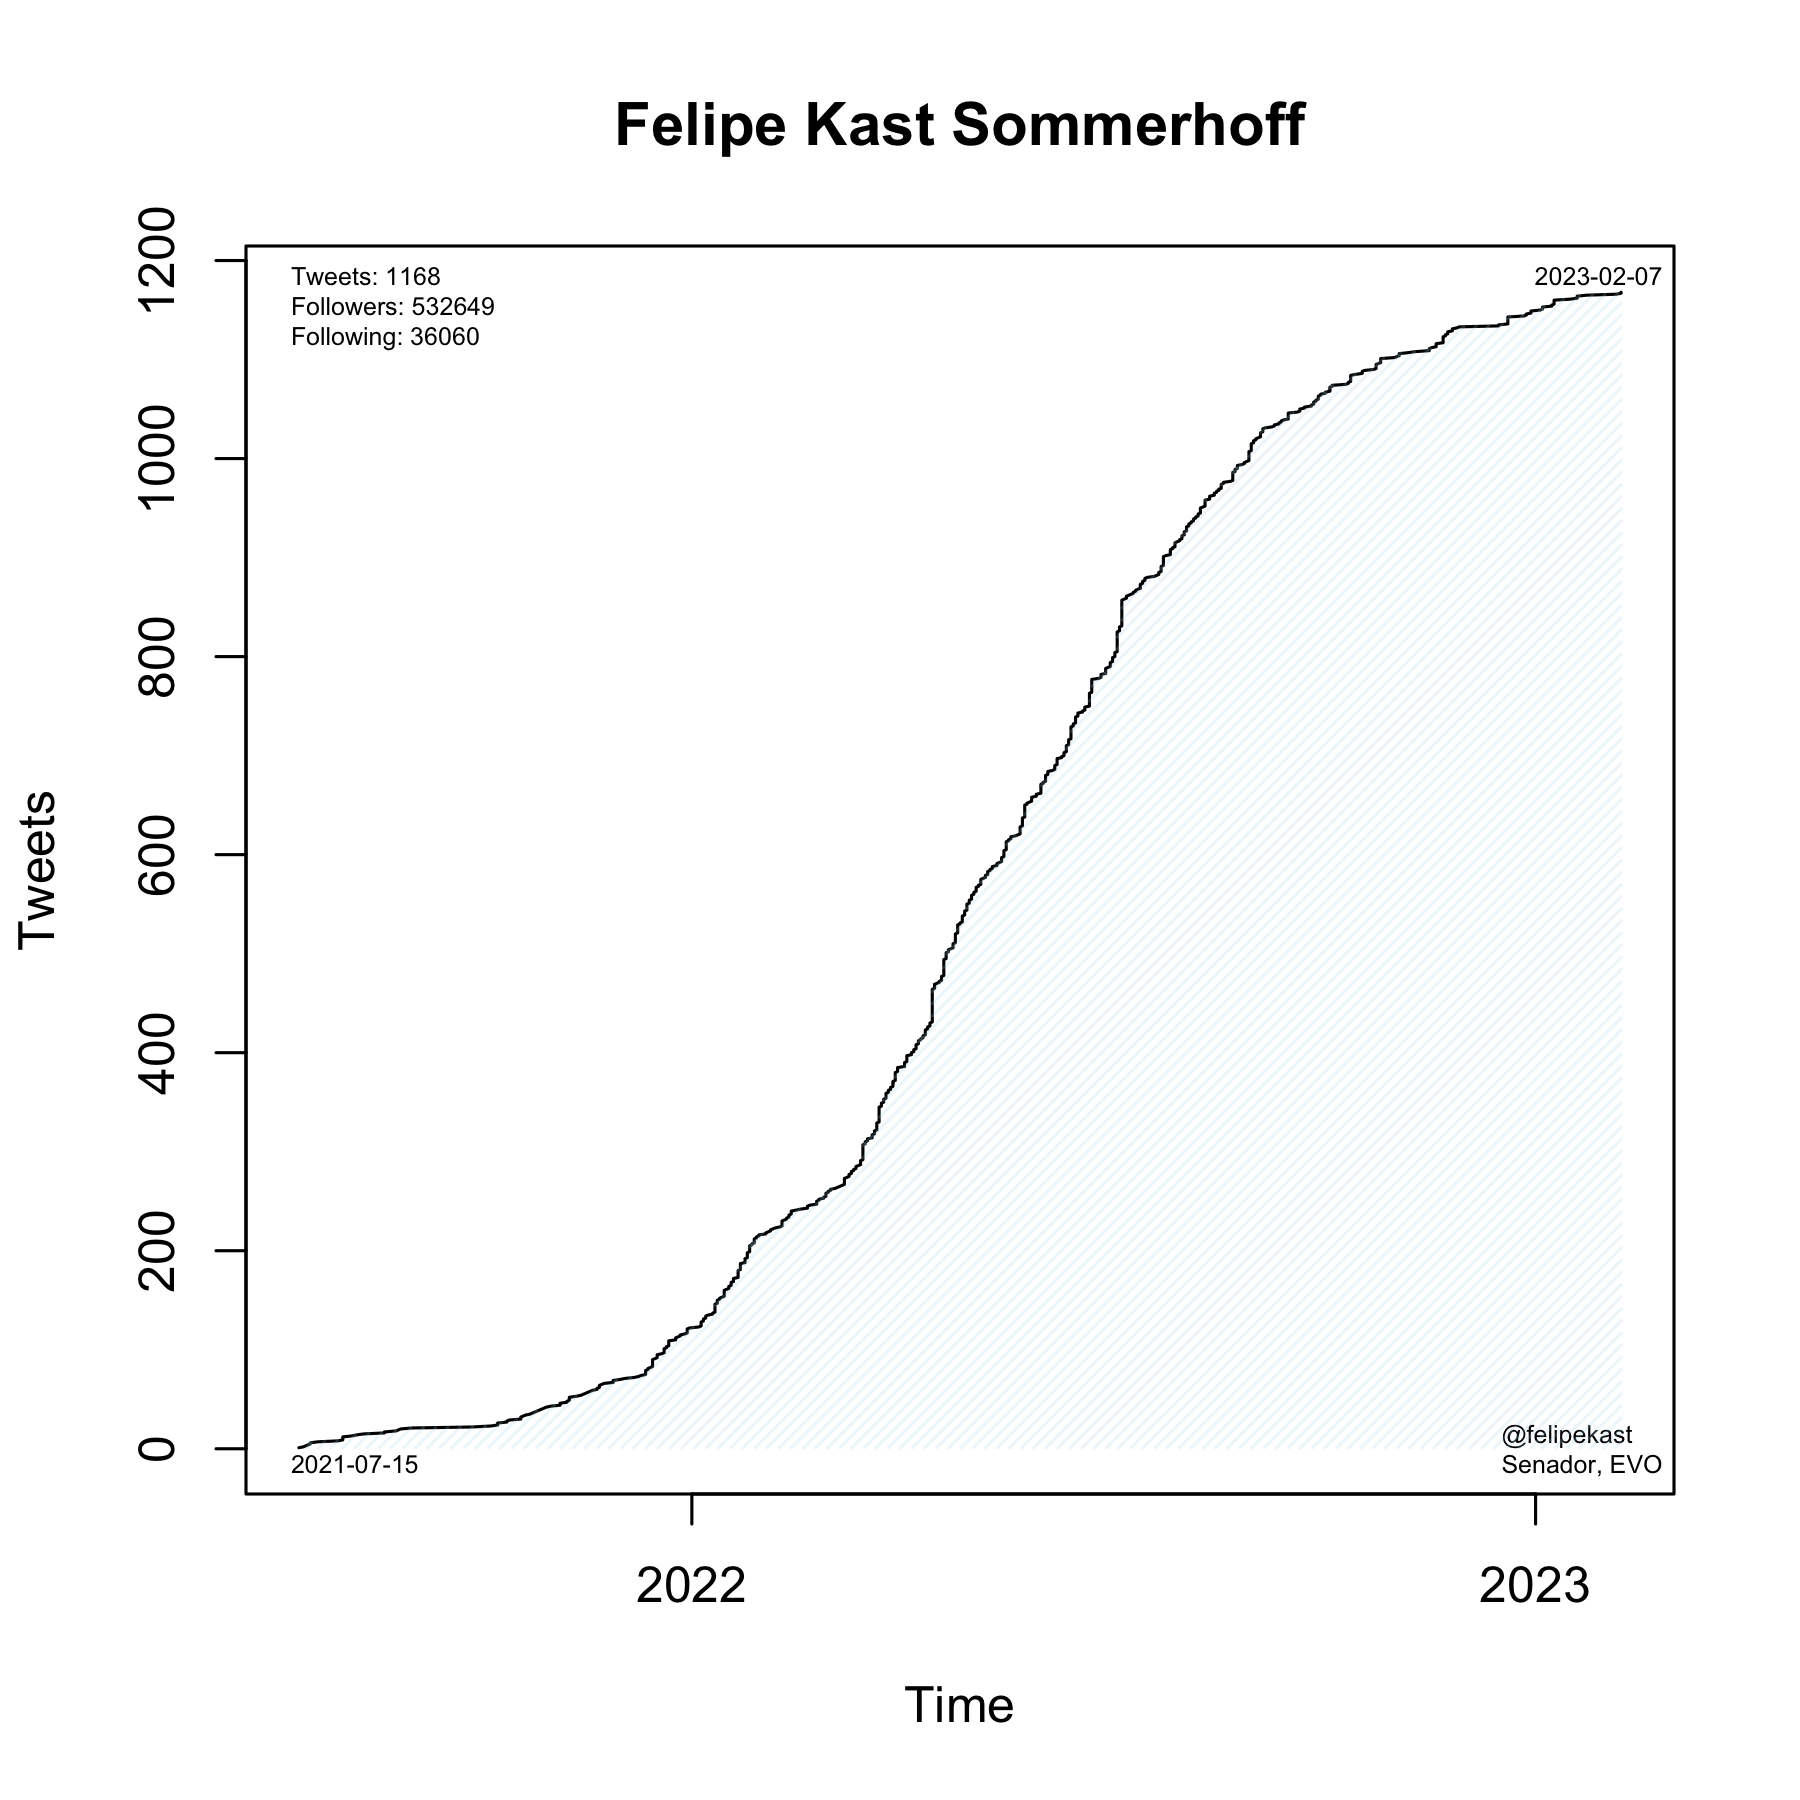 Felipe Kast Sommerhoff
Tweets: 1168
Followers: 532649
Following: 36060
2023-02-07
1200
1000
800
600
400
200
0
Tweets
2021-07-15
@felipekast
Senador, EVO
2022
2023
Time